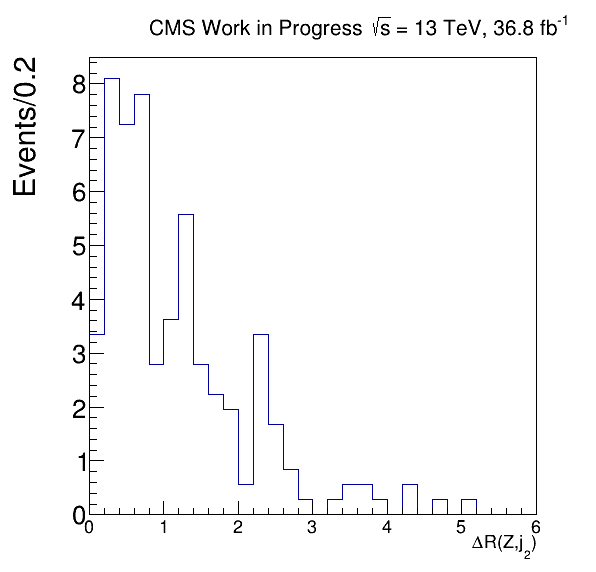 CMS Work in Progress √s = 13 TeV, 36.8 fb⁻¹
Events/0.2
8
7
6
5
4
3
2
1
0
0 1 2 3 4 5 6
ΔR(Z,j₂)